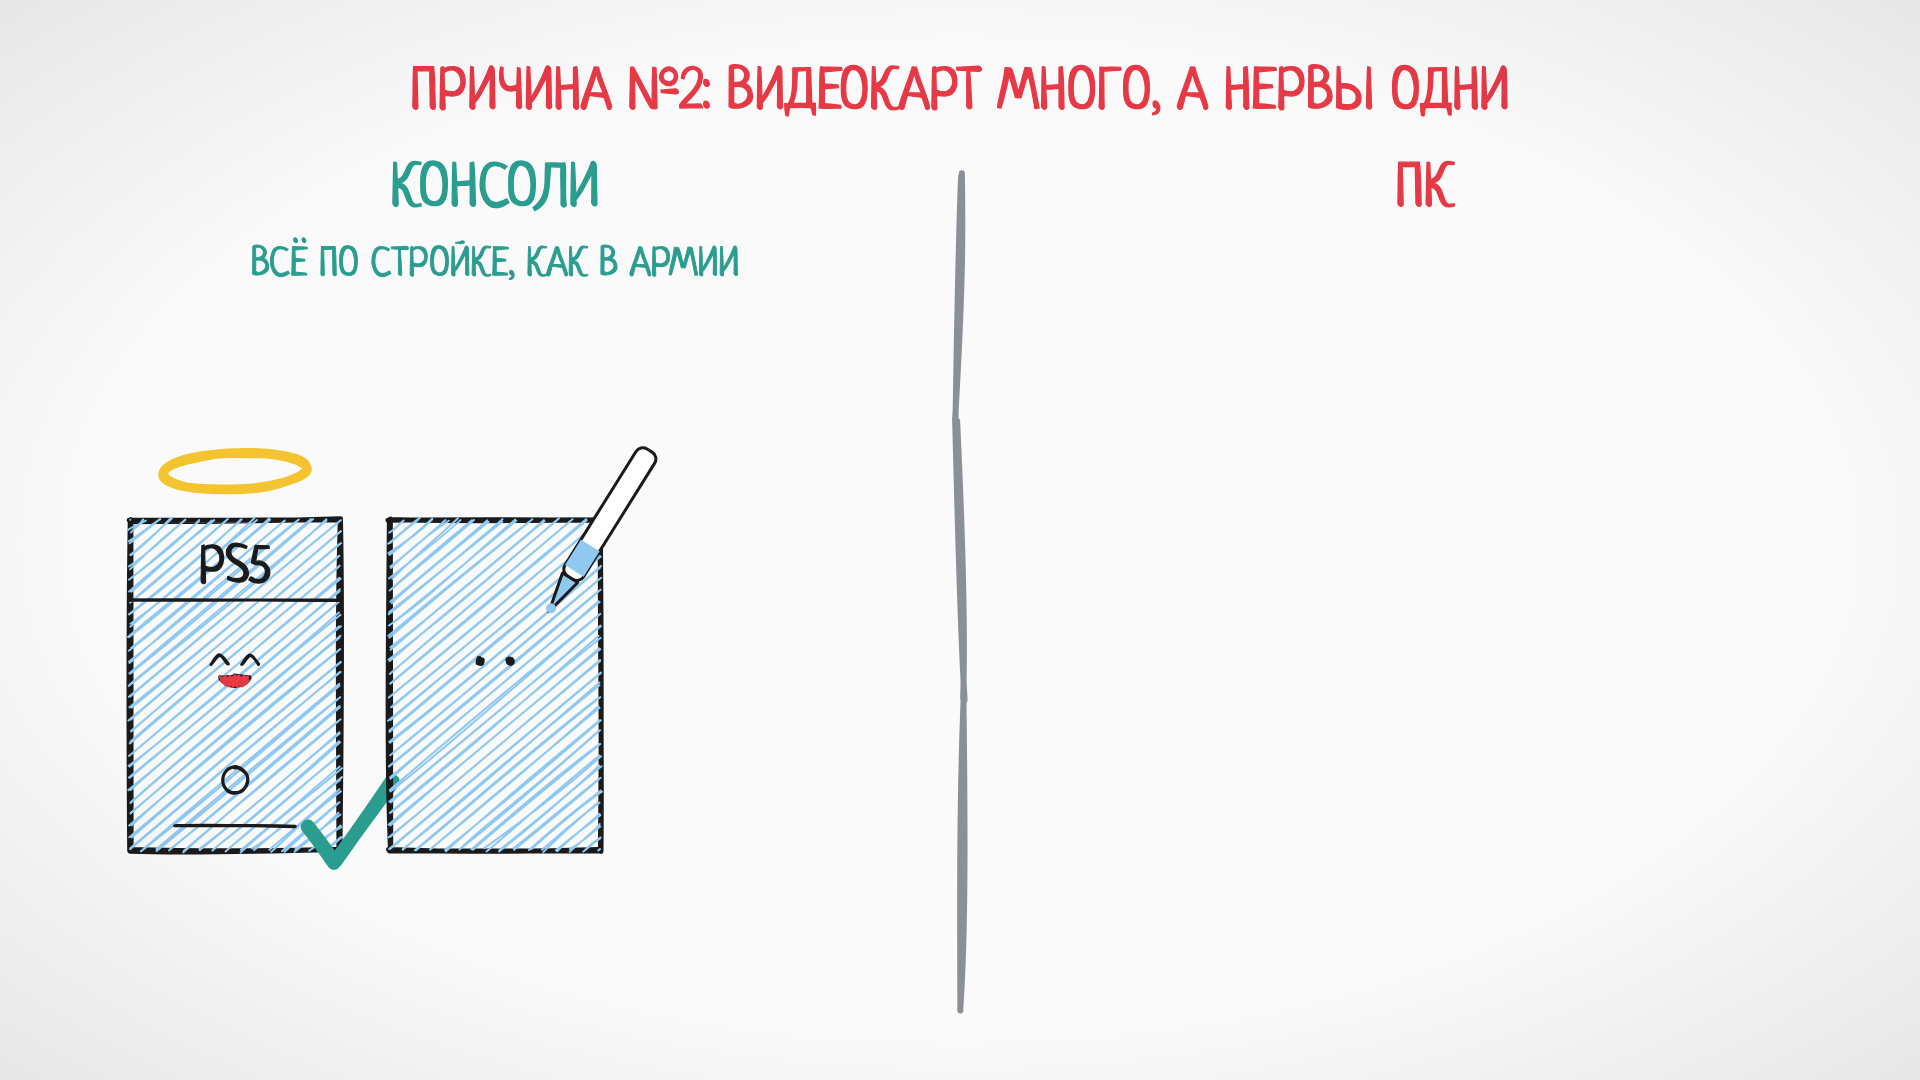 ПРИЧИНА №2: ВИДЕОКАРТ МНОГО, А НЕРВЫ ОДНИ
КОНСОЛИ
ПК
ВСЁ ПО СТРОЙКЕ, КАК В АРМИИ
PS5